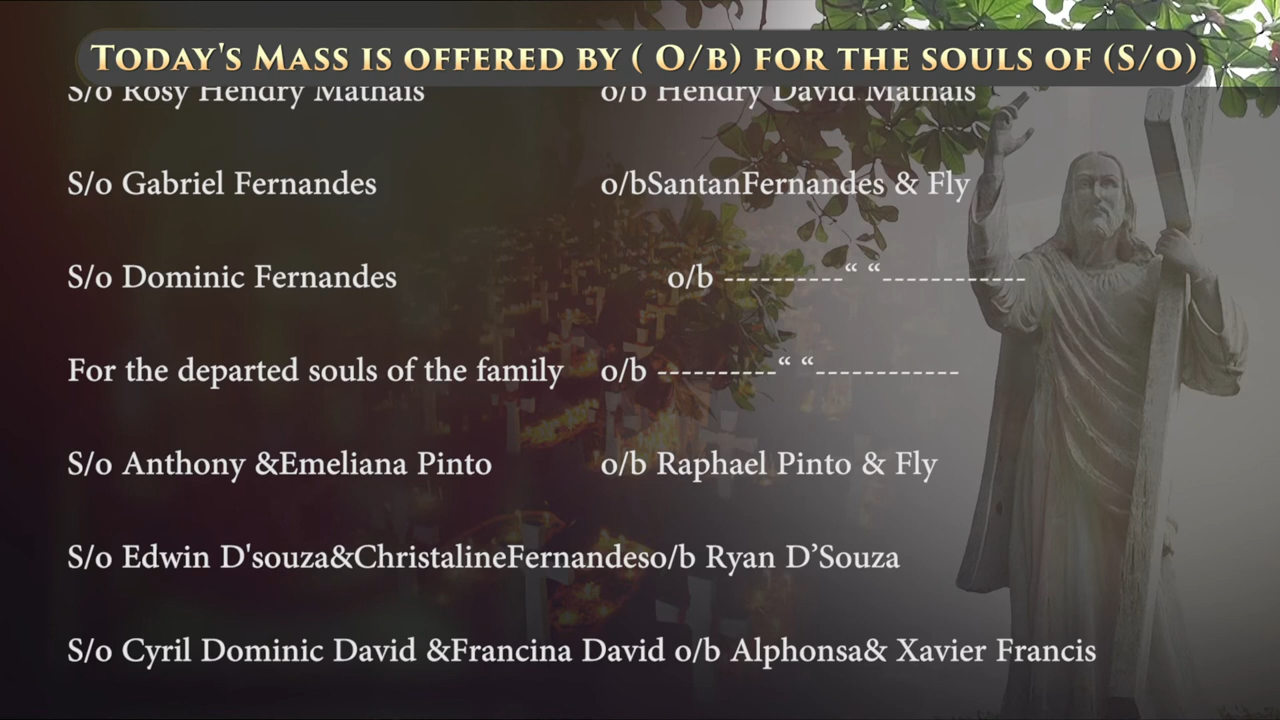 TODAY'S MASS IS OFFERED BY ( O/B) FOR THE SOULS OF (S/O)
S/o Rosy Hendry Mathais o/b Hendry David Mathais
S/o Gabriel Fernandes o/bSantanFernandes & Fly
S/o Dominic Fernandes o/b ----------“ “------------
For the departed souls of the family o/b ----------“ “------------
S/o Anthony &Emeliana Pinto o/b Raphael Pinto & Fly
S/o Edwin D'souza&ChristalineFernandeso/b Ryan D’Souza
S/o Cyril Dominic David &Francina David o/b Alphonsa& Xavier Francis